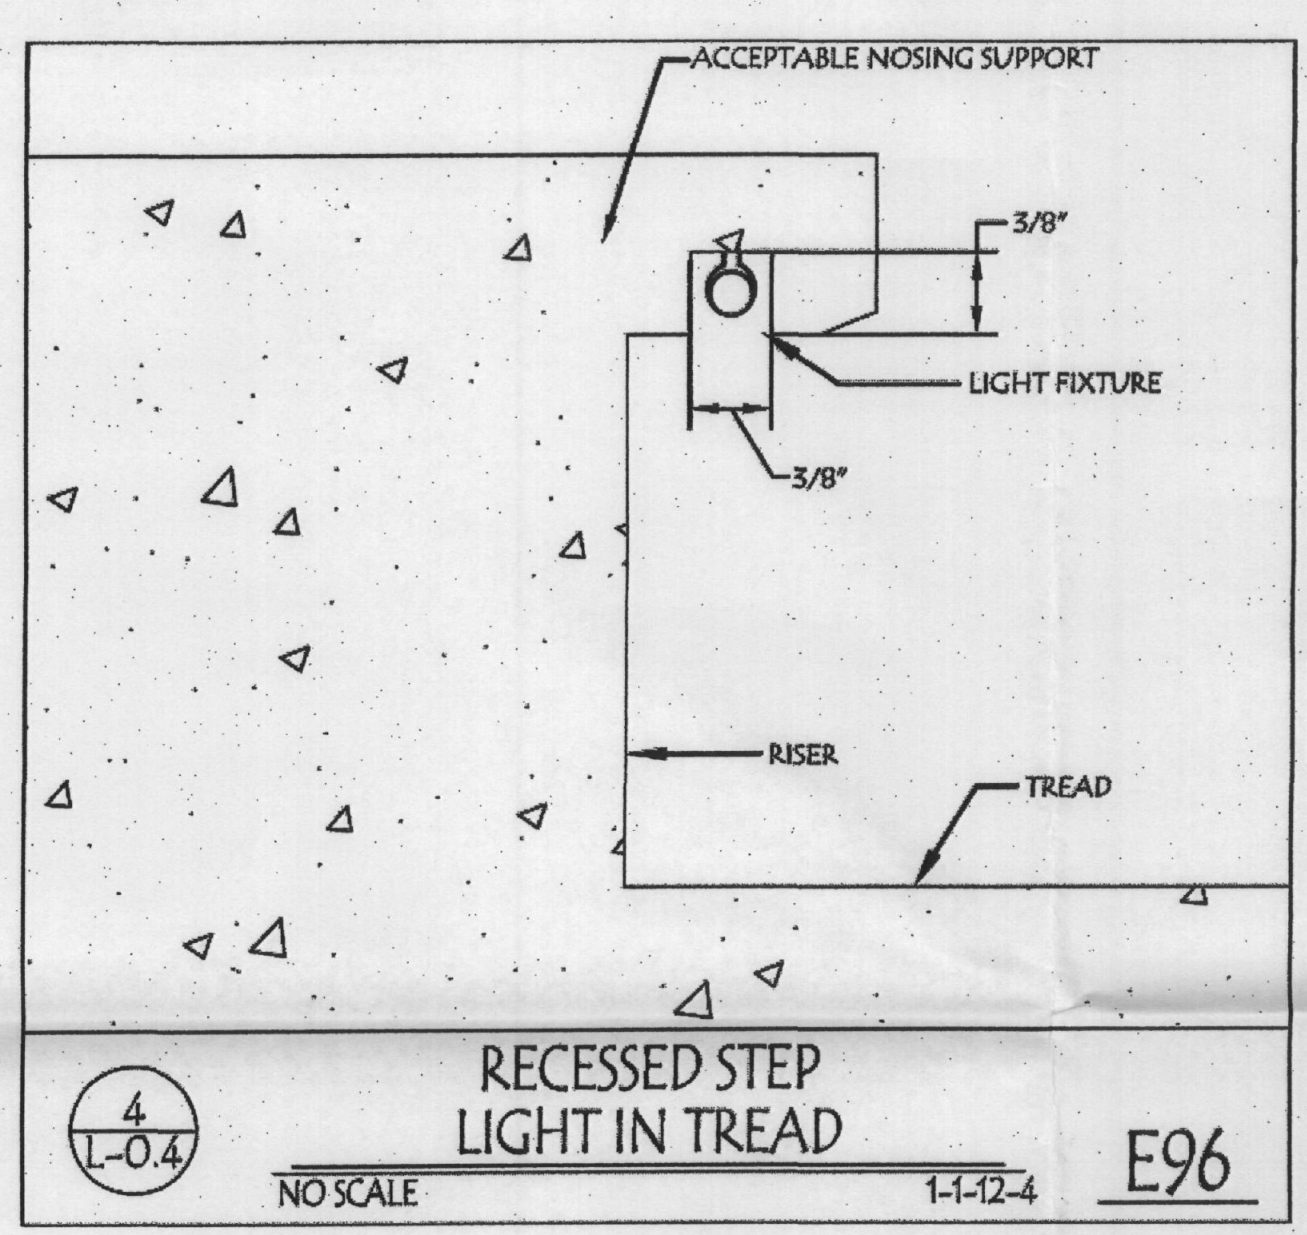 ACCEPTABLE NOSING SUPPORT
3/8"
LIGHT FIXTURE
3/8"
RISER
TREAD
4
L-0.4
RECESSED STEP
LIGHT IN TREAD
NO SCALE
1-1-12-4
E96